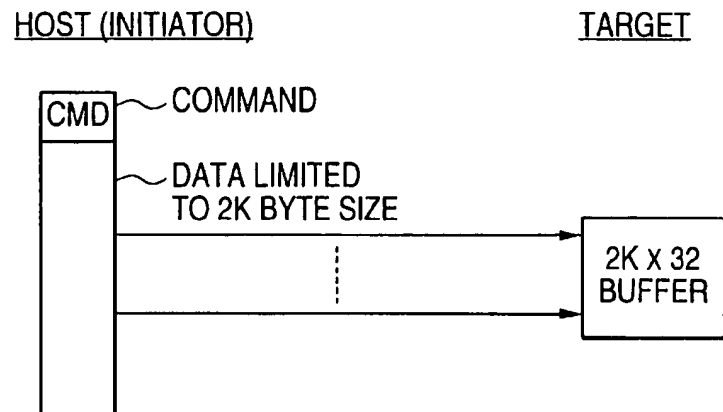 HOST (INITIATOR)
TARGET
CMD
COMMAND
DATA LIMITED
TO 2K BYTE SIZE
2K X 32
BUFFER